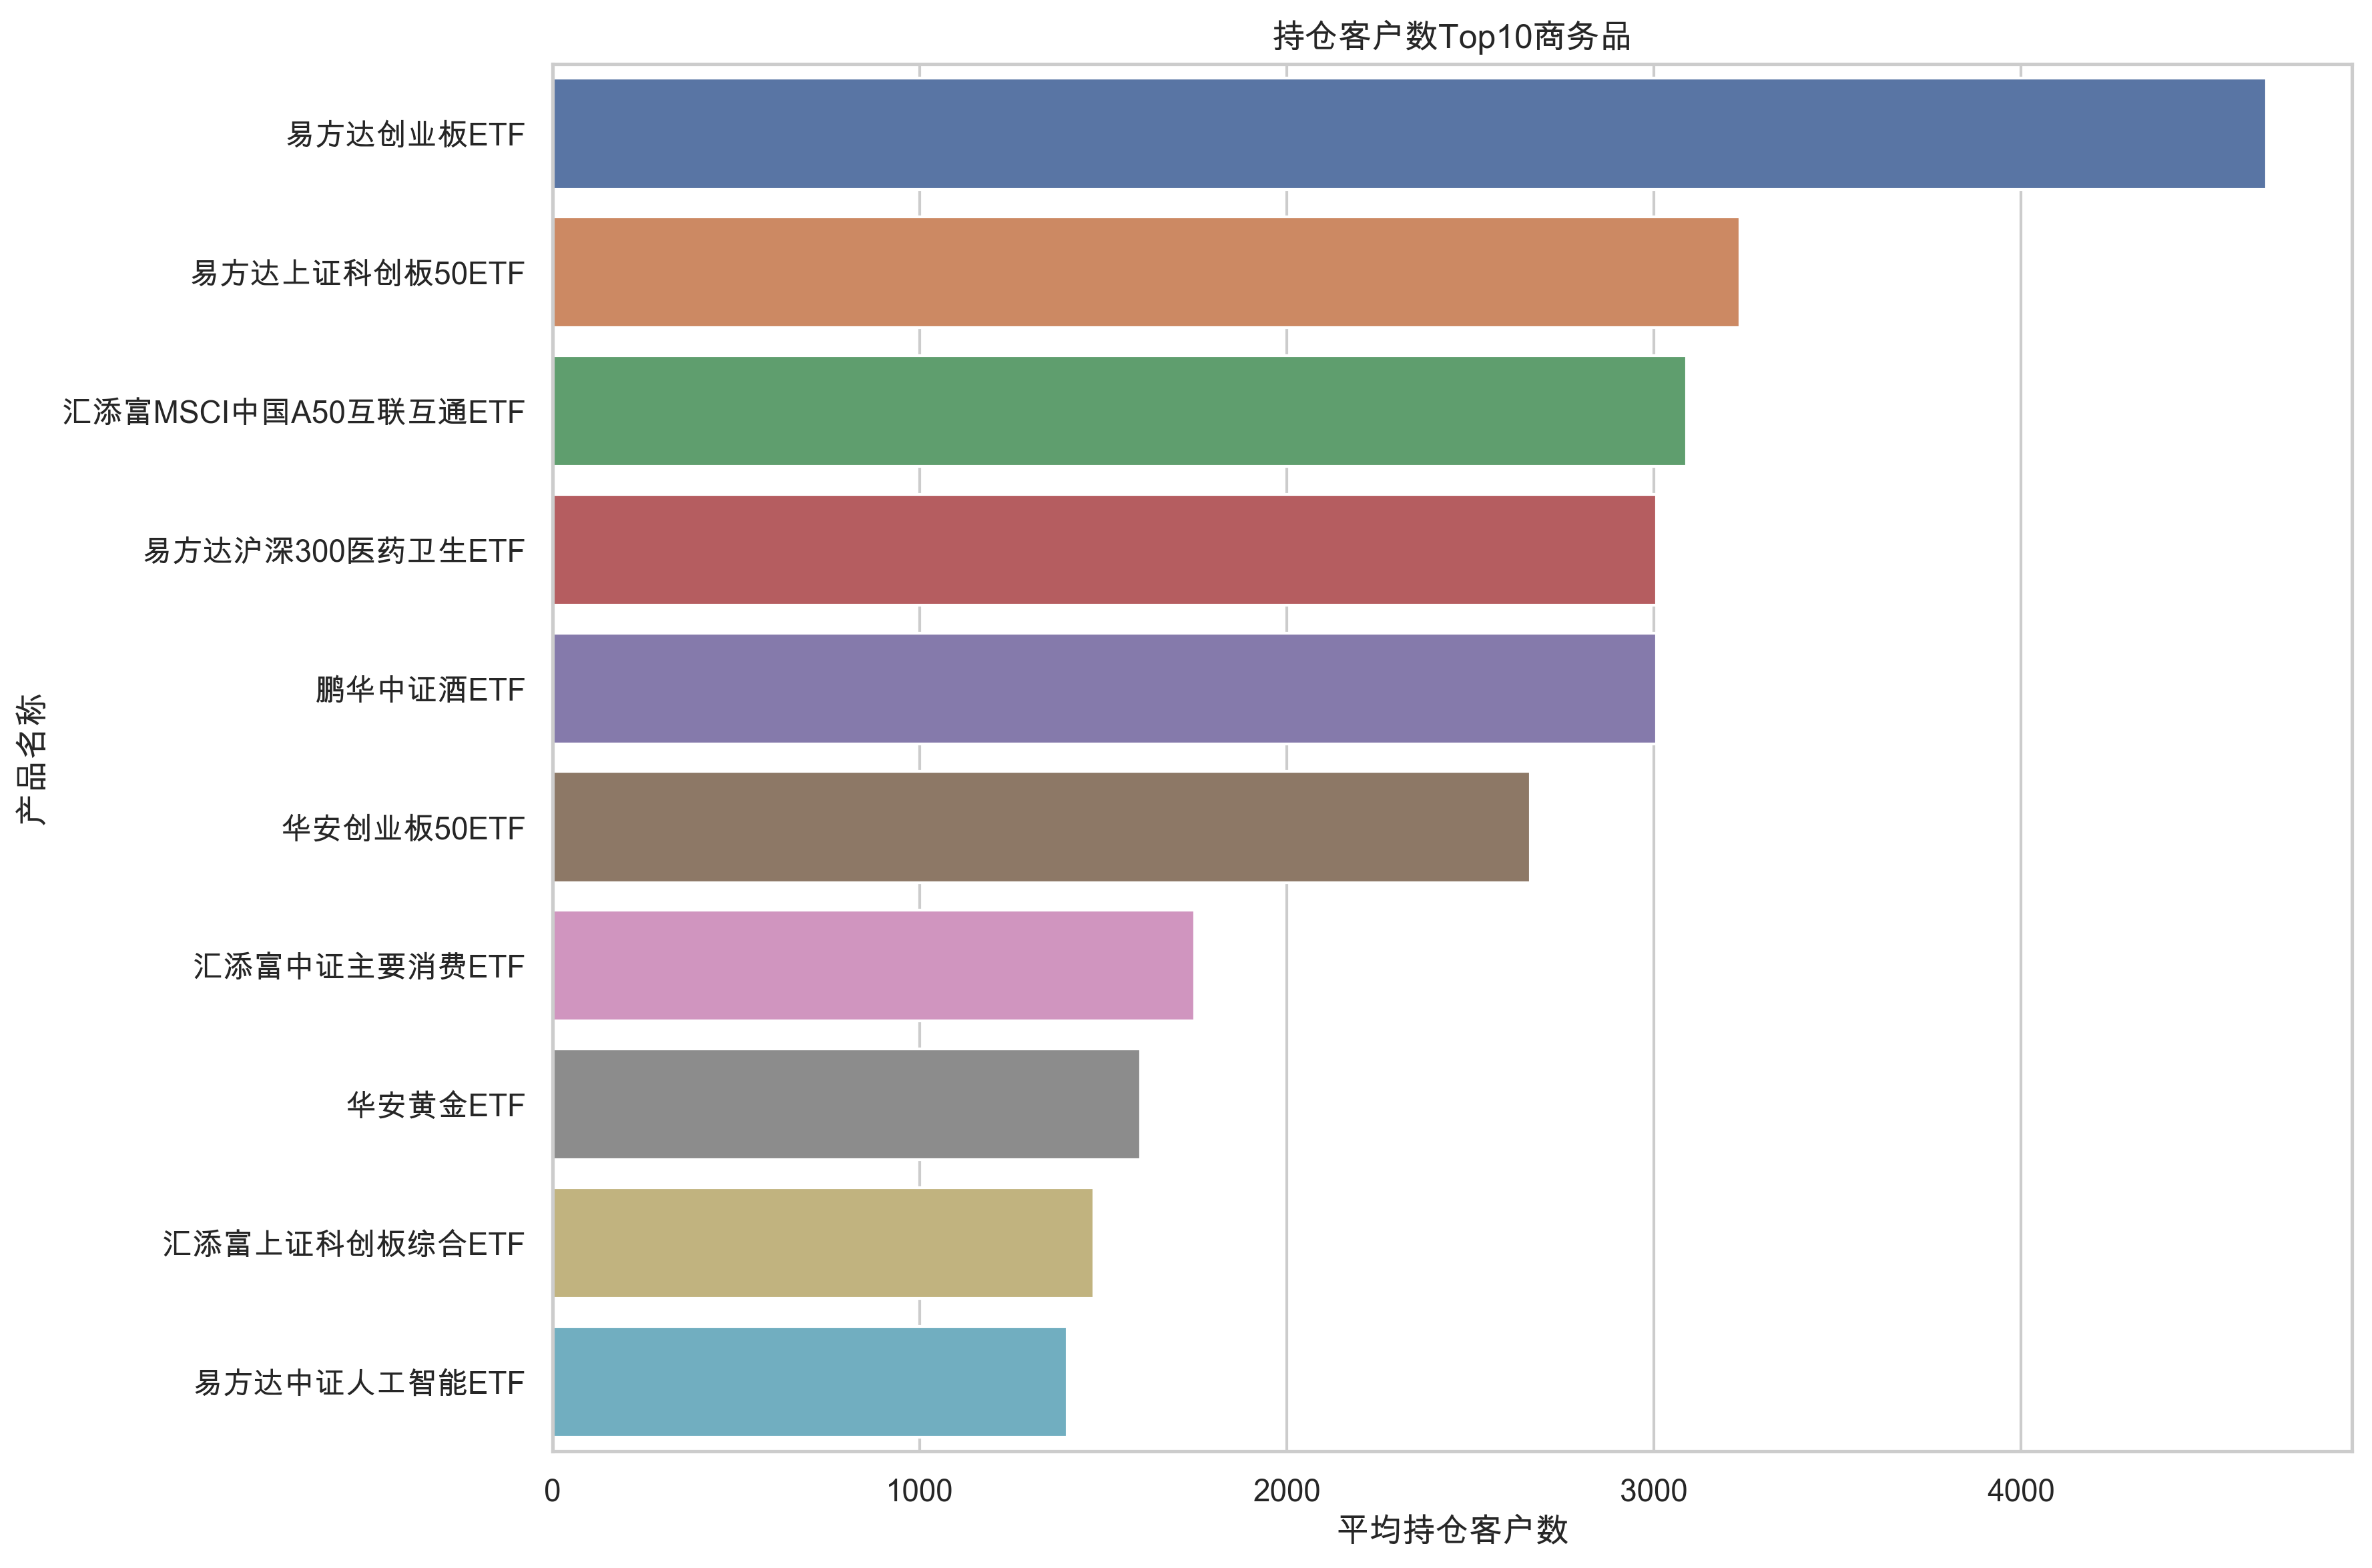 持仓客户数Top10商务品
易方达创业板ETF
易方达上证科创板50ETF
汇添富MSCI中国A50互联互通ETF
易方达沪深300医药卫生ETF
鹏华中证酒ETF
华安创业板50ETF
汇添富中证主要消费ETF
华安黄金ETF
汇添富上证科创板综合ETF
易方达中证人工智能ETF
产品名称
0 1000 2000 3000 4000
平均持仓客户数